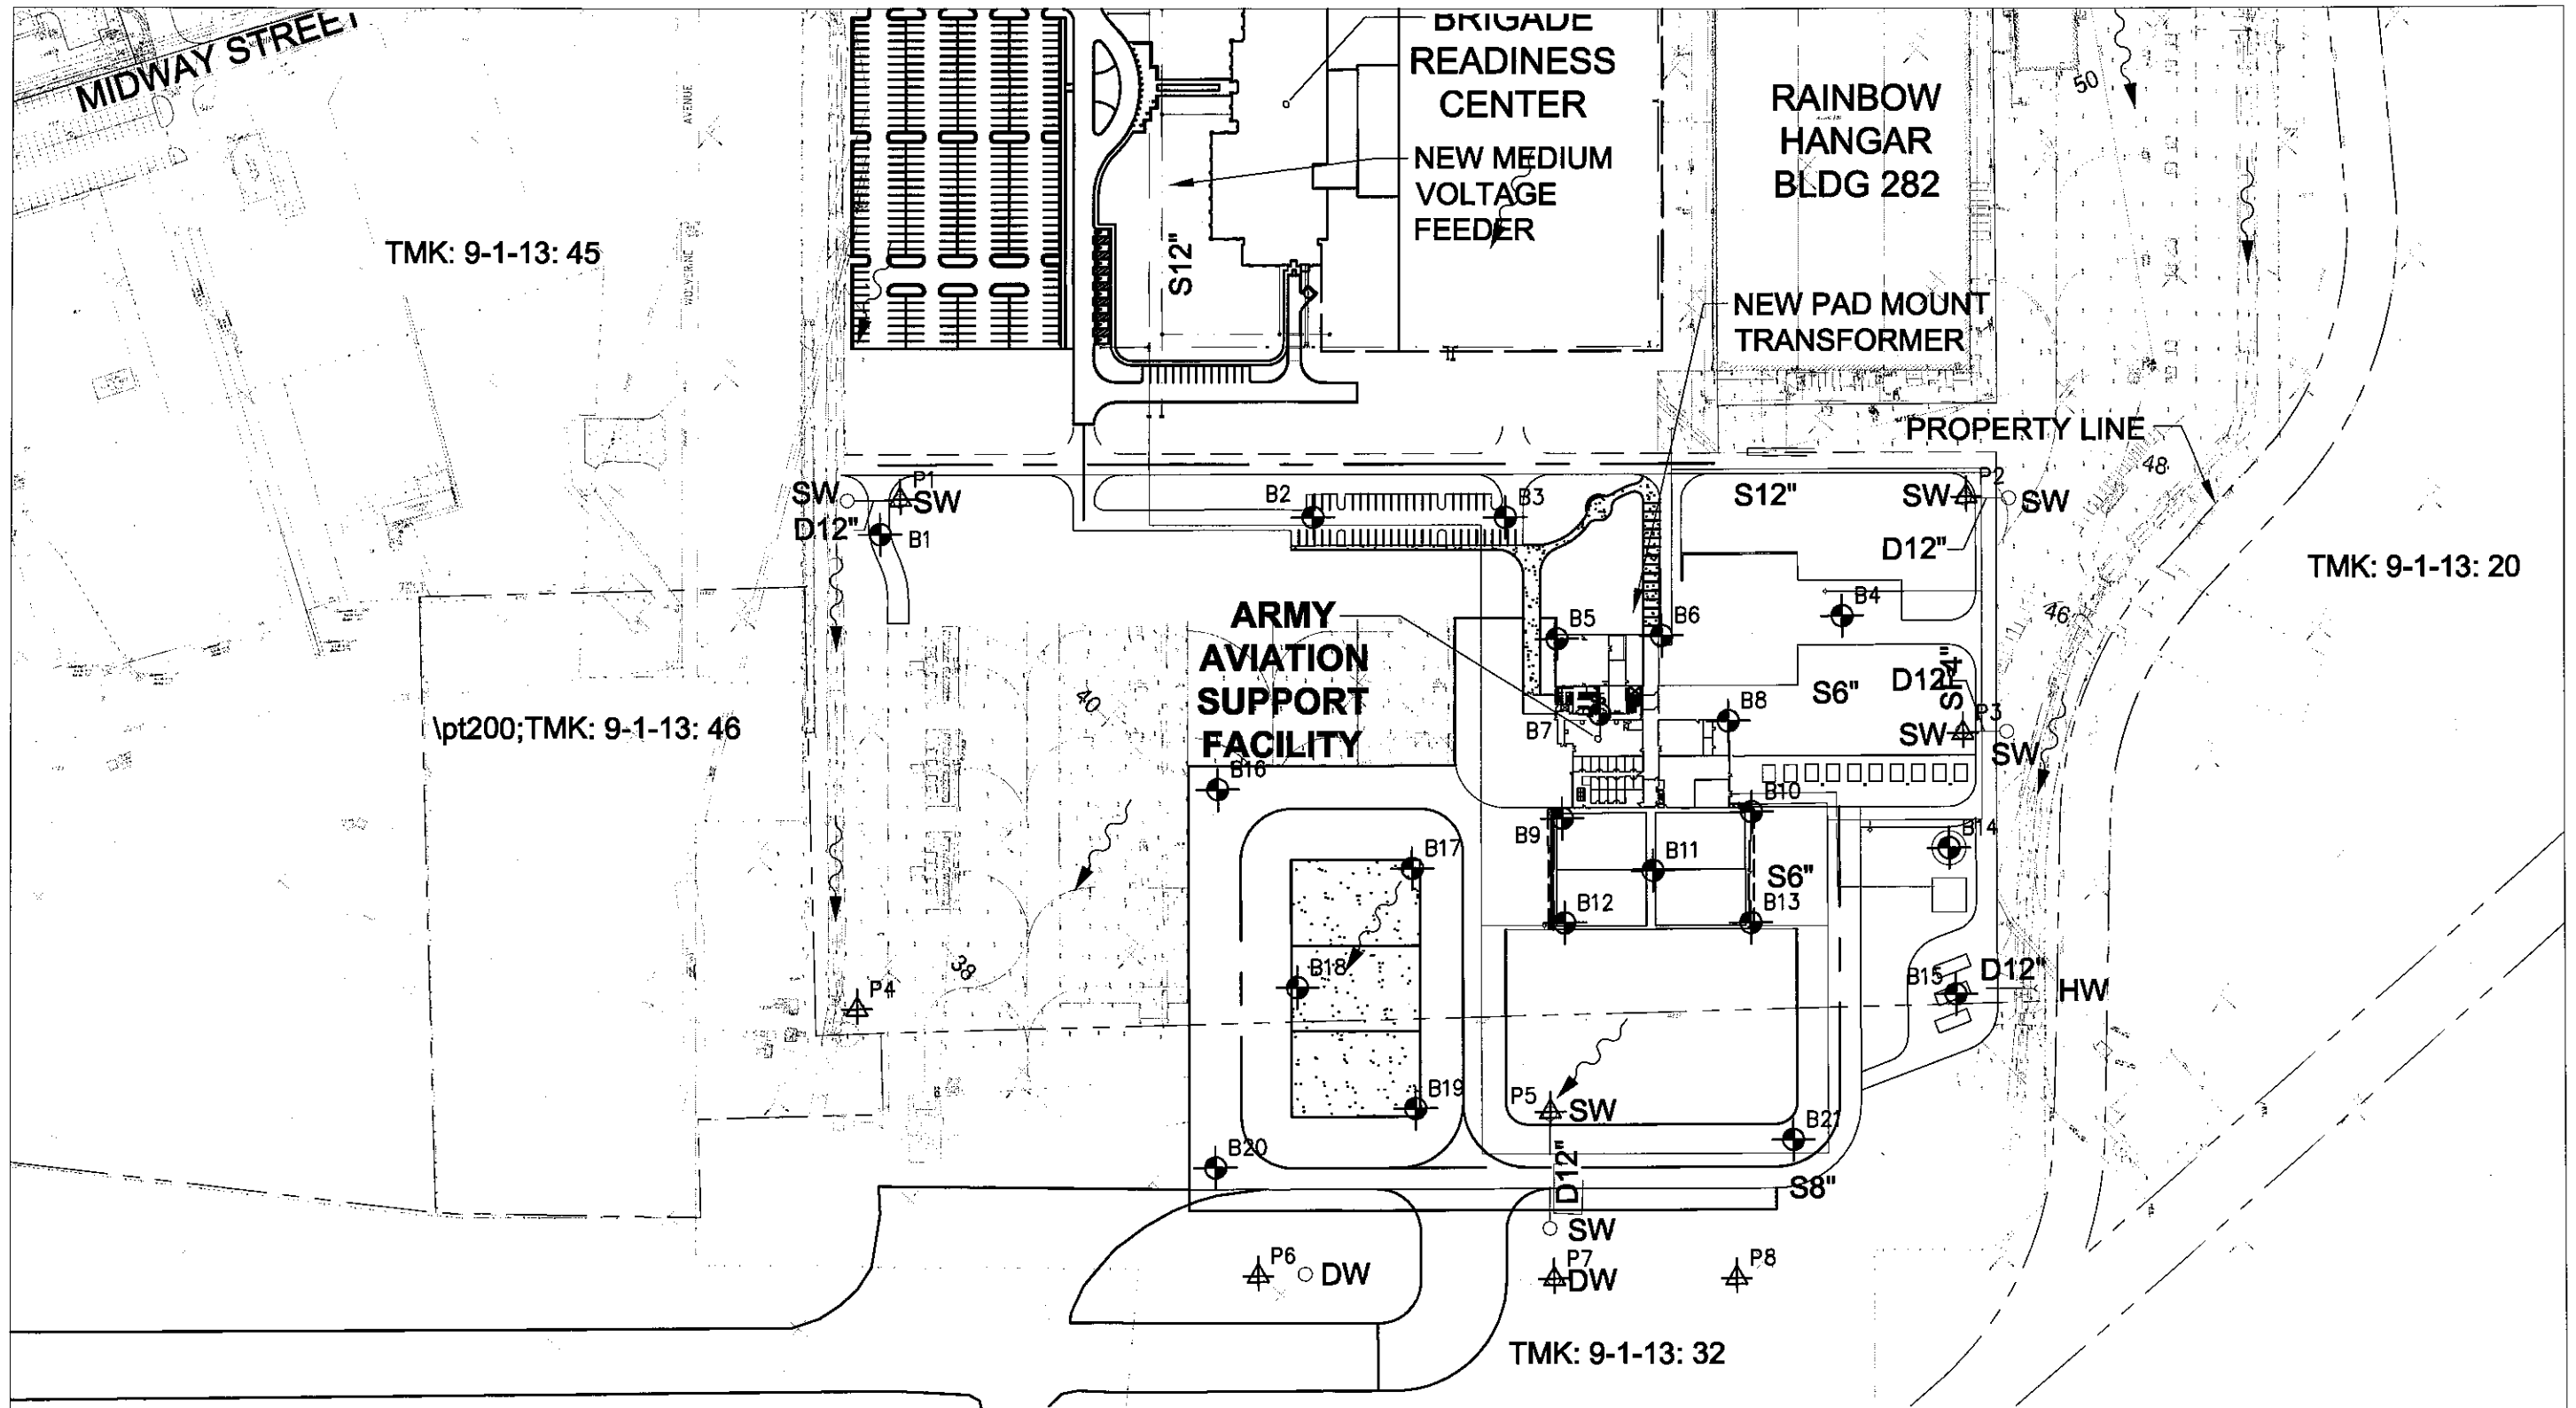 MIDWAY STREET
BRIGADE
READINESS
CENTER
NEW MEDIUM
VOLTAGE
FEEDER
RAINBOW
HANGAR
BLDG 282
50
AVENUE
WOLVERINE
TMK: 9-1-13: 45
S12"
NEW PAD MOUNT
TRANSFORMER
PROPERTY LINE
48
P1
SW
SW
D12"
B1
B2
B3
S12"
P2
SW
SW
D12"
TMK: 9-1-13: 20
46
B4
B5
B6
ARMY
AVIATION
SUPPORT
FACILITY
40
\pt200;TMK: 9-1-13: 46
B7
B8
S6"
D12"
P3
SW
SW
B16
B9
B10
B14
B17
B11
S6"
B12
B13
38
B18
B15
D12"
HW
P4
B19
P5
SW
B21
B20
D12"
S8"
SW
P6
DW
P7
DW
P8
TMK: 9-1-13: 32